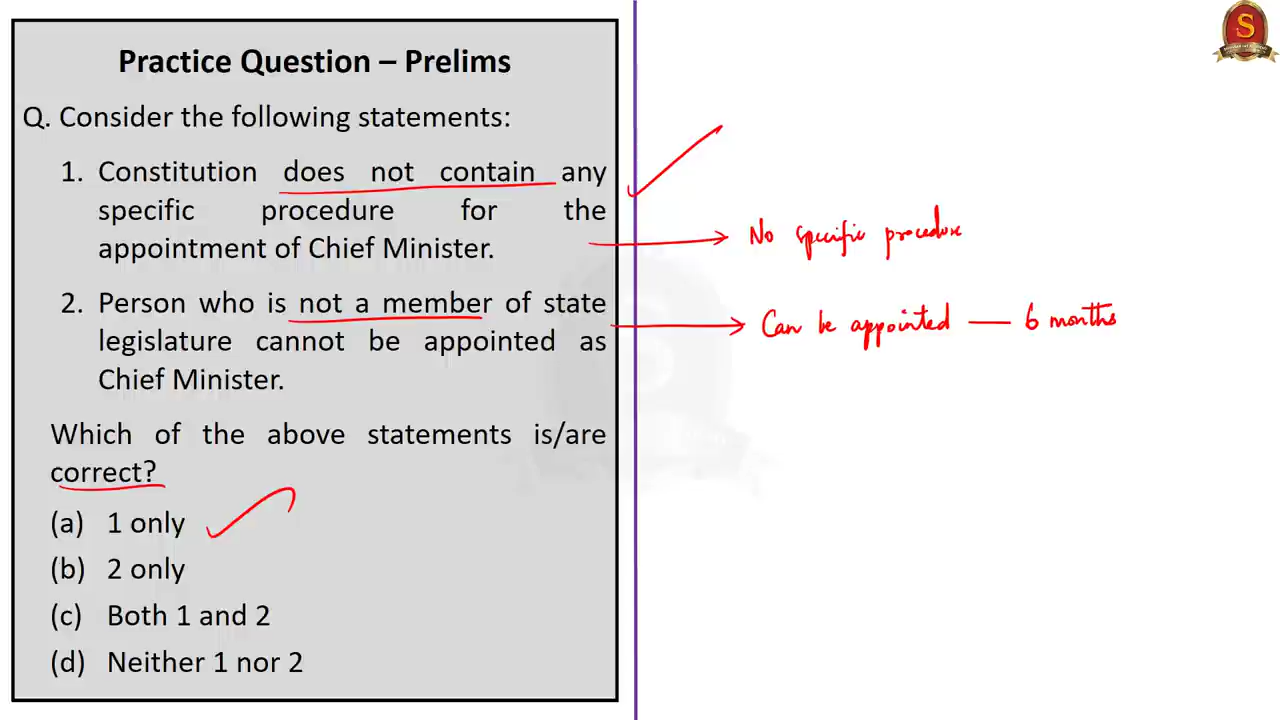 Practice Question – Prelims
Q. Consider the following statements:
1. Constitution does not contain any
specific procedure for the
appointment of Chief Minister.
2. Person who is not a member of state
legislature cannot be appointed as
Chief Minister.
Which of the above statements is/are
correct?
(a) 1 only
(b) 2 only
(c) Both 1 and 2
(d) Neither 1 nor 2
No specific procedure
Can be appointed — 6 months
S